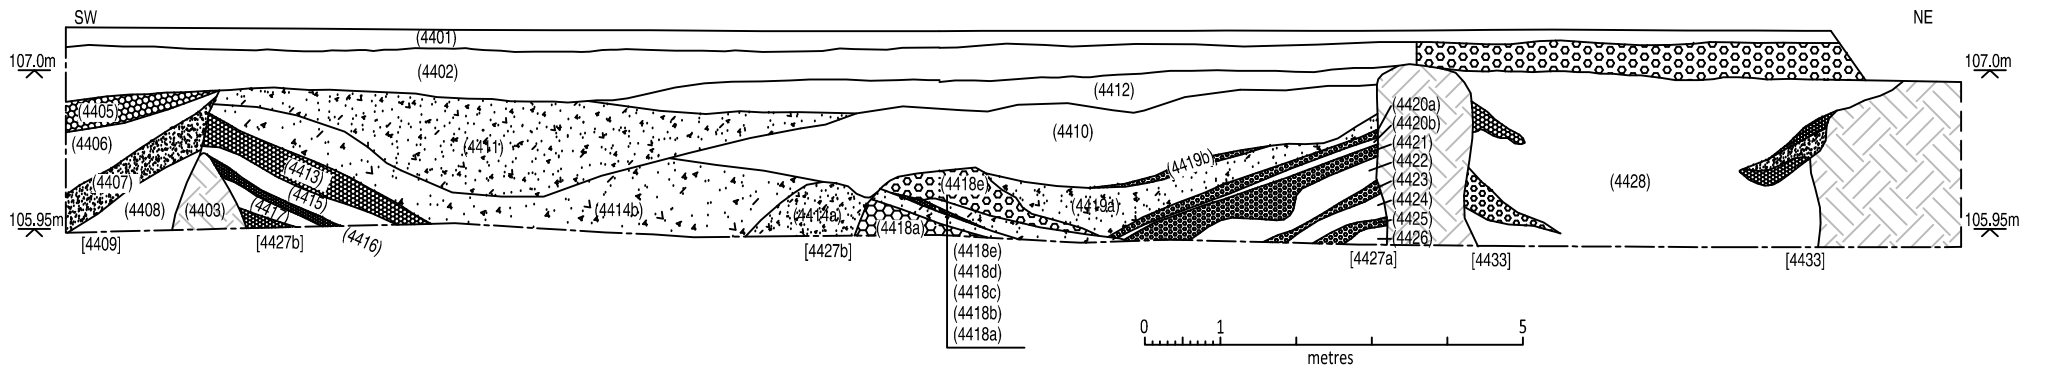 SW
NE
(4401)
107.0m
107.0m
(4402)
(4412)
(4405)
(4420a)
(4410)
(4420b)
(4406)
(4411)
(4421)
(4419b)
(4422)
(4413)
(4407)
(4418e)
(4423)
(4428)
(4415)
(4424)
(4408)
(4403)
(4417)
(4414b)
(4414a)
(4419a)
105.95m
(4425)
105.95m
(4418a)
(4426)
[4409]
[4427b]
(4416)
[4427b]
(4418e)
[4427a]
[4433]
[4433]
(4418d)
(4418c)
(4418b)
(4418a)
0 1 5
metres